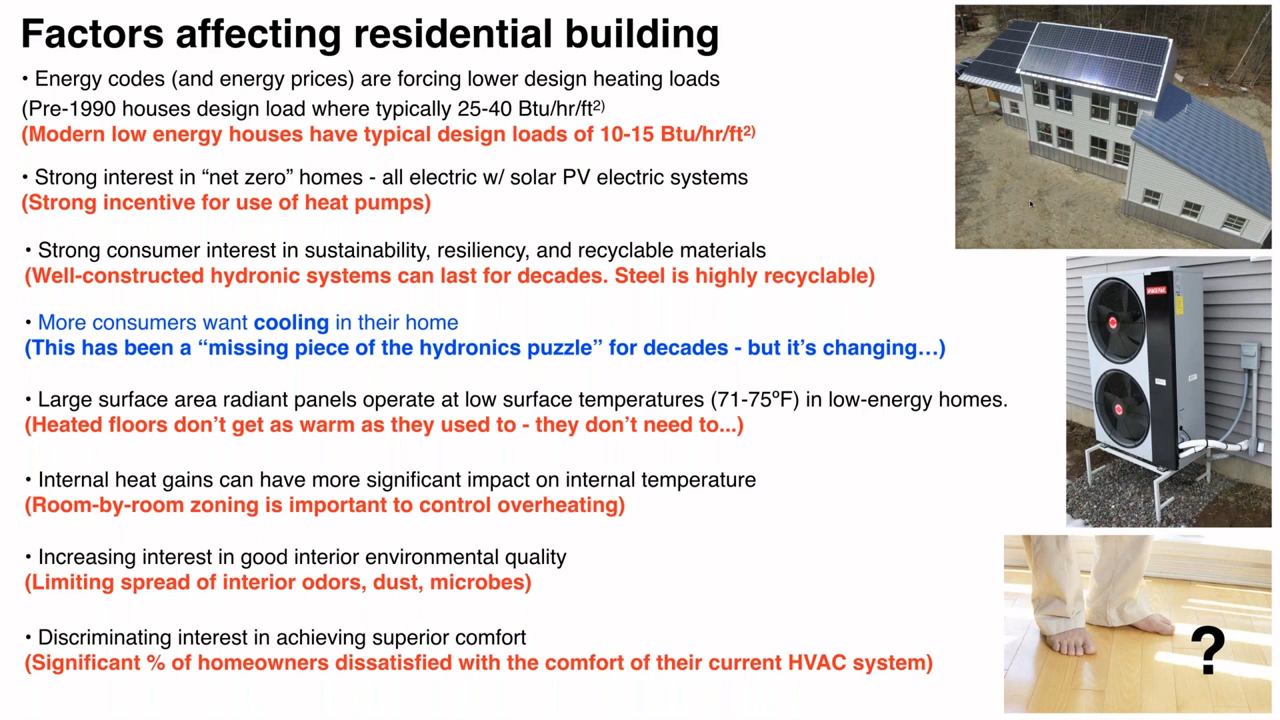 Factors affecting residential building
• Energy codes (and energy prices) are forcing lower design heating loads
(Pre-1990 houses design load where typically 25-40 Btu/hr/ft²⁾
(Modern low energy houses have typical design loads of 10-15 Btu/hr/ft²⁾
• Strong interest in “net zero” homes - all electric w/ solar PV electric systems
(Strong incentive for use of heat pumps)
• Strong consumer interest in sustainability, resiliency, and recyclable materials
(Well-constructed hydronic systems can last for decades. Steel is highly recyclable)
• More consumers want cooling in their home
(This has been a “missing piece of the hydronics puzzle” for decades - but it’s changing…)
• Large surface area radiant panels operate at low surface temperatures (71-75ºF) in low-energy homes.
(Heated floors don’t get as warm as they used to - they don’t need to...)
• Internal heat gains can have more significant impact on internal temperature
(Room-by-room zoning is important to control overheating)
• Increasing interest in good interior environmental quality
(Limiting spread of interior odors, dust, microbes)
• Discriminating interest in achieving superior comfort
(Significant % of homeowners dissatisfied with the comfort of their current HVAC system)
?